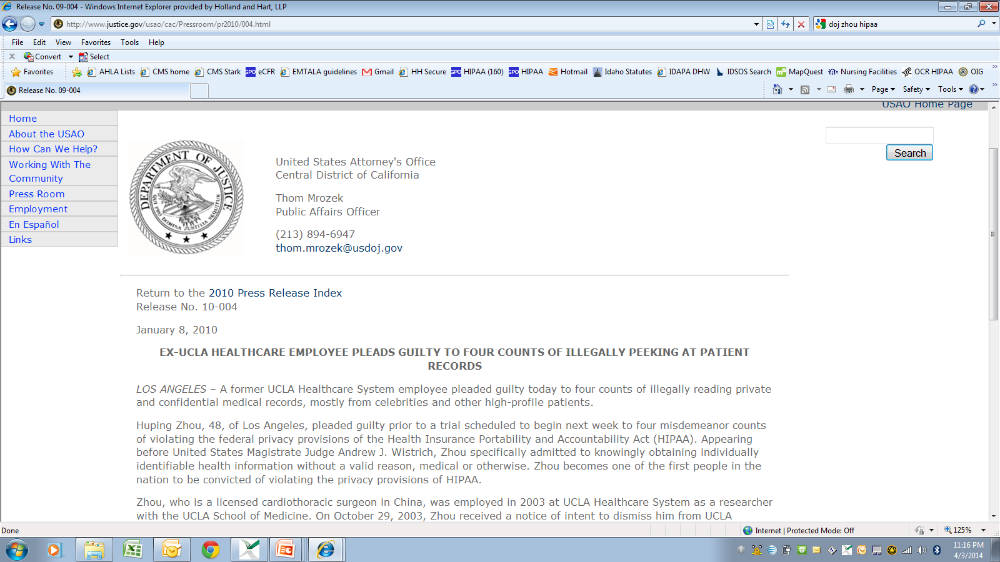 Release No. 09-004 - Windows Internet Explorer provided by Holland and Hart, LLP
http://www.justice.gov/usao/cac/Pressroom/pr2010/004.html
doj zhou hipaa
File Edit View Favorites Tools Help
Convert Select
Favorites AHLA Lists CMS home CMS Stark GPO eCFR EMTALA guidelines Gmail HH Secure GPO HIPAA (160) GPO HIPAA Hotmail Idaho Statutes IDAPA DHW IDSOS Search MapQuest Nursing Facilities OCR HIPAA OIG
Release No. 09-004
Page Safety Tools
USAO Home Page
Home
About the USAO
How Can We Help?
Working With The
Community
Press Room
Employment
En Español
Links
Search
DEPARTMENT OF JUSTICE
QUI PRO DOMINA JUSTITIA SEQUITUR
United States Attorney's Office
Central District of California
Thom Mrozek
Public Affairs Officer
(213) 894-6947
thom.mrozek@usdoj.gov
Return to the 2010 Press Release Index
Release No. 10-004
January 8, 2010
EX-UCLA HEALTHCARE EMPLOYEE PLEADS GUILTY TO FOUR COUNTS OF ILLEGALLY PEEKING AT PATIENT
RECORDS
LOS ANGELES – A former UCLA Healthcare System employee pleaded guilty today to four counts of illegally reading private
and confidential medical records, mostly from celebrities and other high-profile patients.
Huping Zhou, 48, of Los Angeles, pleaded guilty prior to a trial scheduled to begin next week to four misdemeanor counts
of violating the federal privacy provisions of the Health Insurance Portability and Accountability Act (HIPAA). Appearing
before United States Magistrate Judge Andrew J. Wistrich, Zhou specifically admitted to knowingly obtaining individually
identifiable health information without a valid reason, medical or otherwise. Zhou becomes one of the first people in the
nation to be convicted of violating the privacy provisions of HIPAA.
Zhou, who is a licensed cardiothoracic surgeon in China, was employed in 2003 at UCLA Healthcare System as a researcher
with the UCLA School of Medicine. On October 29, 2003, Zhou received a notice of intent to dismiss him from UCLA
Done
Internet | Protected Mode: Off
125%
11:16 PM
4/3/2014